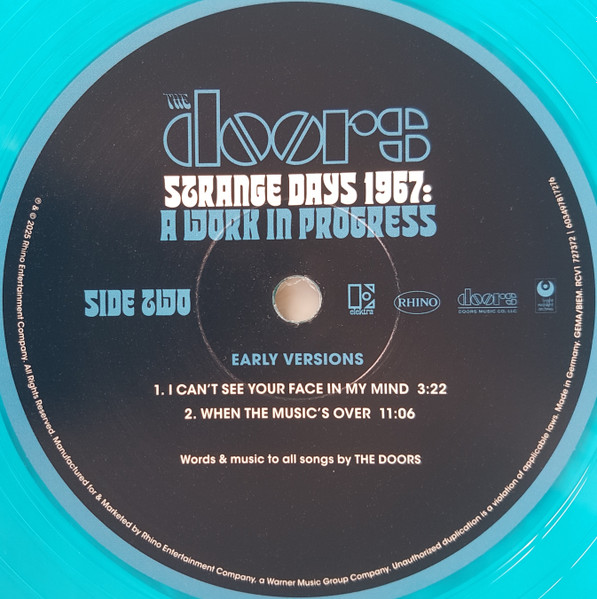 THE
doors
STRANGE DAYS 1967:
A WORK IN PROGRESS
SIDE TWO
elektra
RHINO
doors
DOORS MUSIC CO. LLC
EARLY VERSIONS
1. I CAN'T SEE YOUR FACE IN MY MIND 3:22
2. WHEN THE MUSIC'S OVER 11:06
Words & music to all songs by THE DOORS
℗ & © 2025 Rhino Entertainment Company. All Rights Reserved. Manufactured for & Marketed by Rhino Entertainment Company, a Warner Music Group Company. Unauthorized duplication is a violation of applicable laws. Made in Germany. GEMA/BIEM. RCV1 727372 | 603497817276